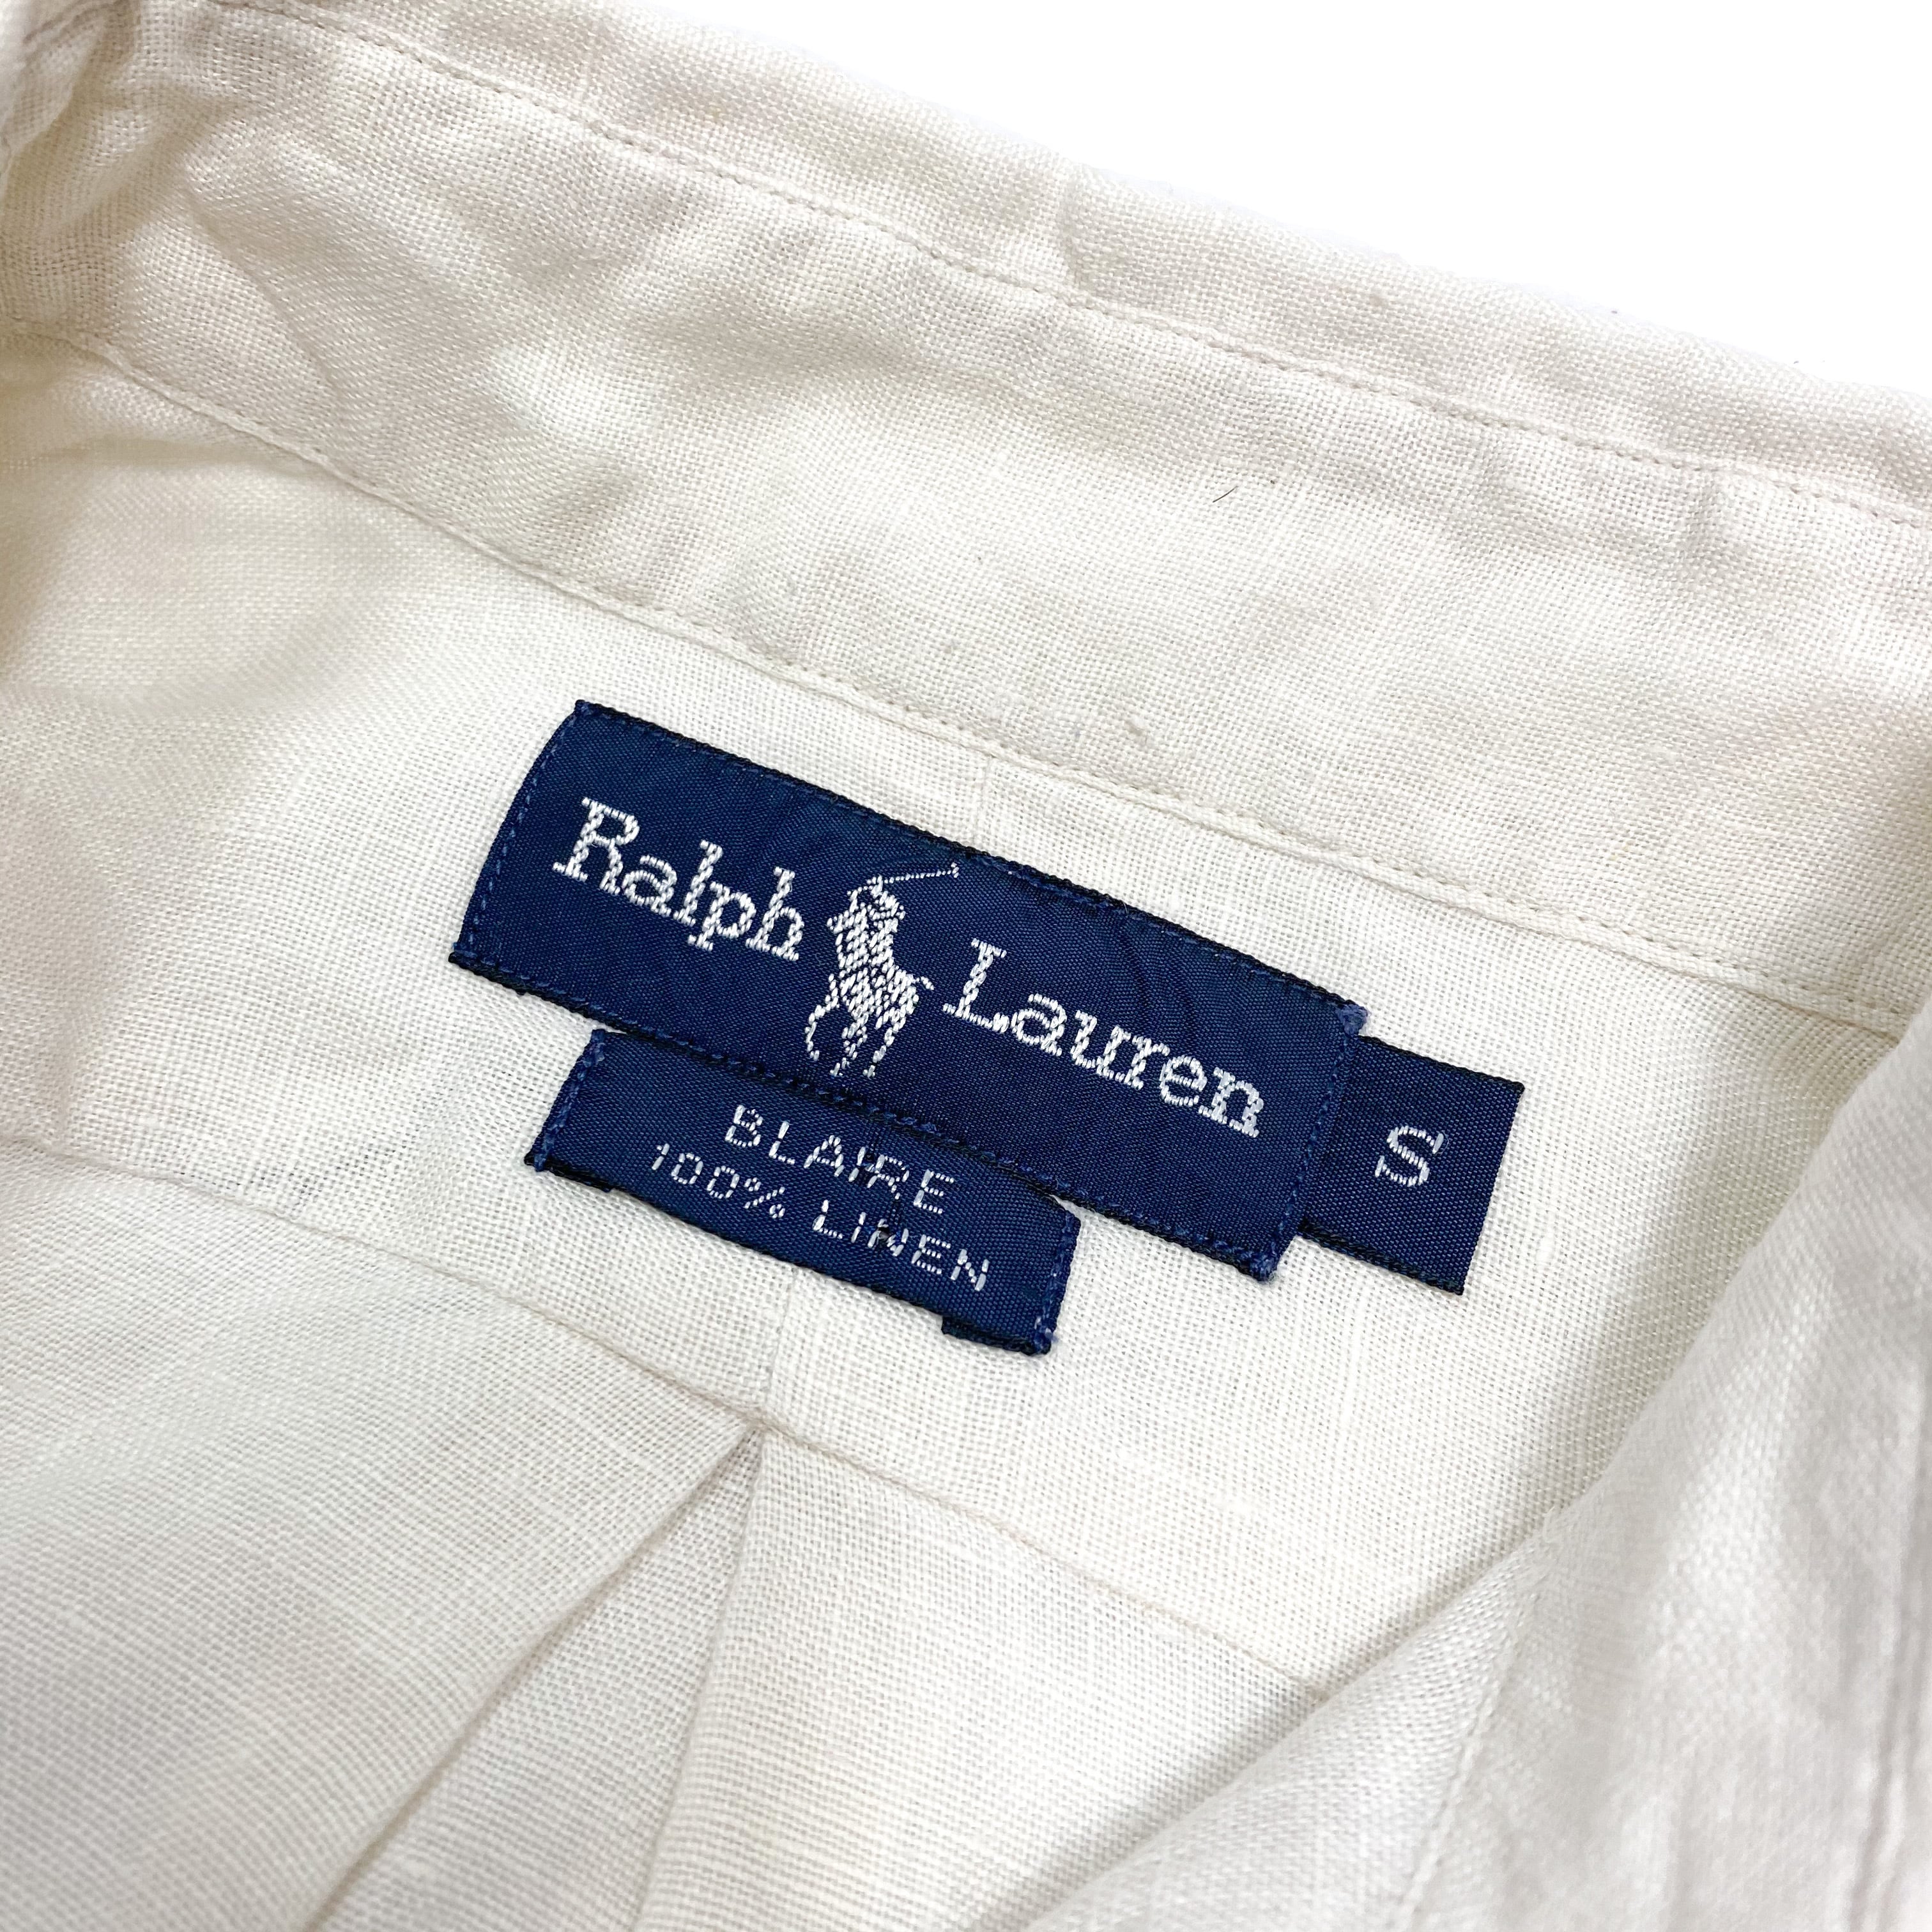 Ralph Lauren
S
BLAIRE
100% LINEN